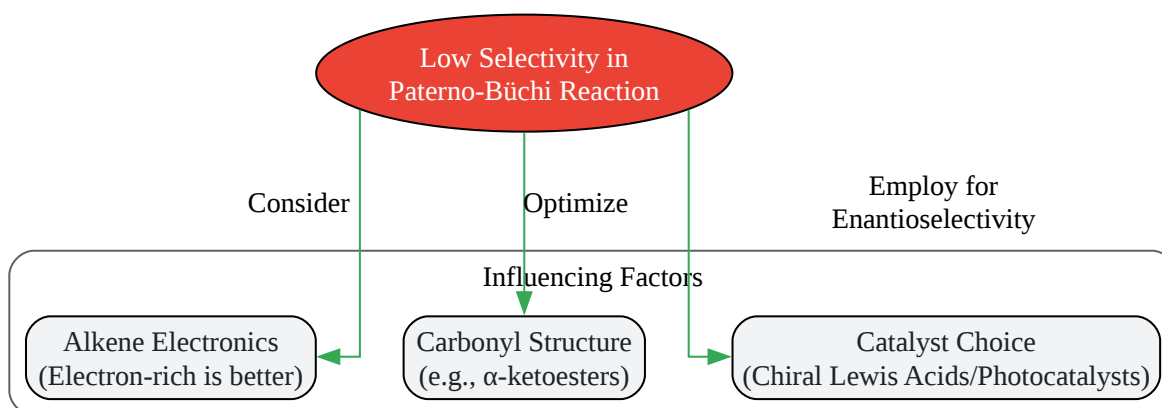 Low Selectivity in
Paterno-Büchi Reaction
Consider
Optimize
Employ for
Enantioselectivity
Influencing Factors
Alkene Electronics
(Electron-rich is better)
Carbonyl Structure
(e.g., α-ketoesters)
Catalyst Choice
(Chiral Lewis Acids/Photocatalysts)